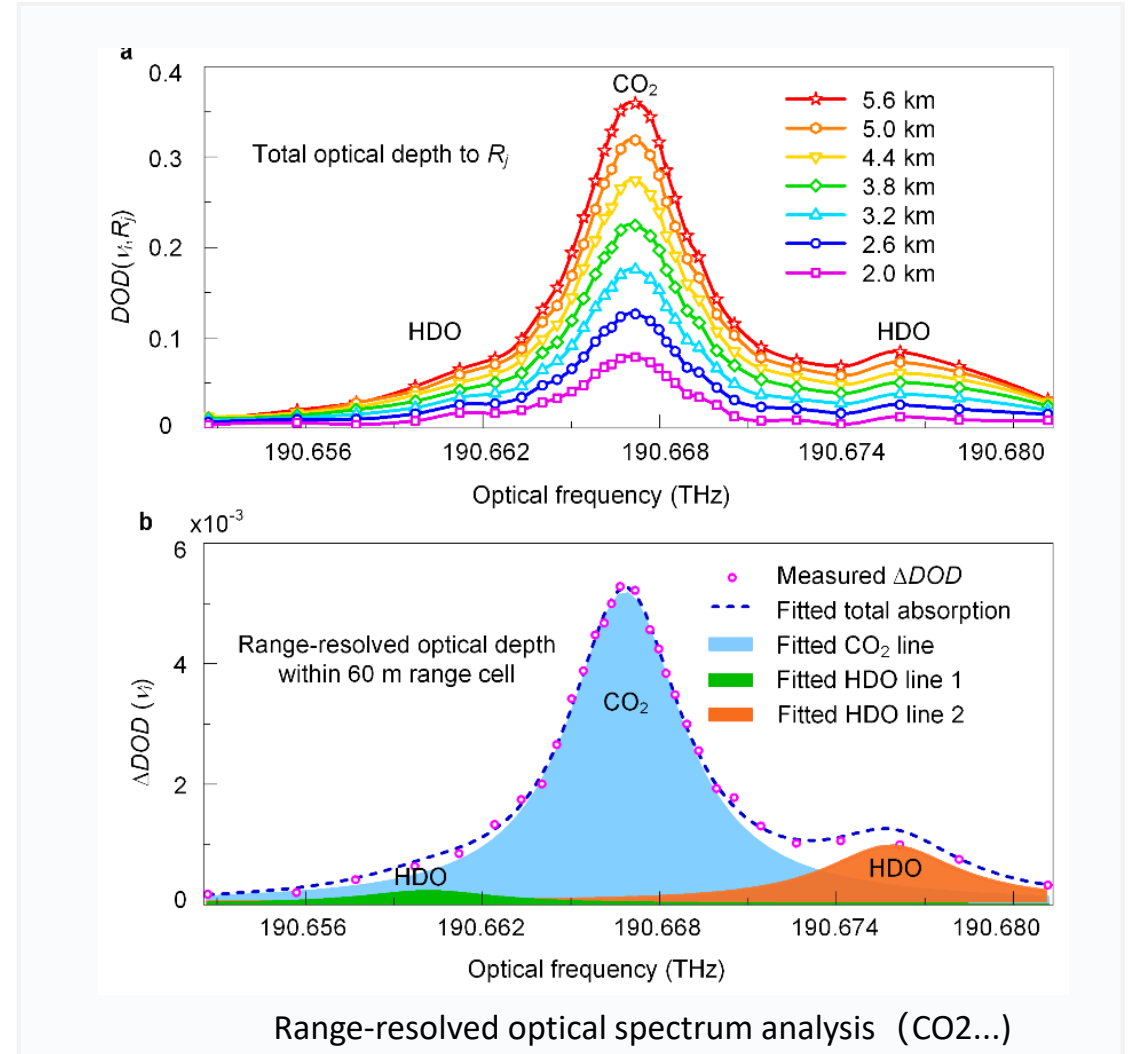 a
0.4
0.3
0.2
0.1
0
DOD(νᵢ,Rⱼ)
Total optical depth to Rⱼ
CO₂
HDO
HDO
5.6 km
5.0 km
4.4 km
3.8 km
3.2 km
2.6 km
2.0 km
190.656 190.662 190.668 190.674 190.680
Optical frequency (THz)
b
x10⁻³
6
4
2
0
ΔDOD (νᵢ)
Range-resolved optical depth
within 60 m range cell
CO₂
HDO
HDO
Measured ΔDOD
Fitted total absorption
Fitted CO₂ line
Fitted HDO line 1
Fitted HDO line 2
190.656 190.662 190.668 190.674 190.680
Optical frequency (THz)
Range-resolved optical spectrum analysis（CO2...)